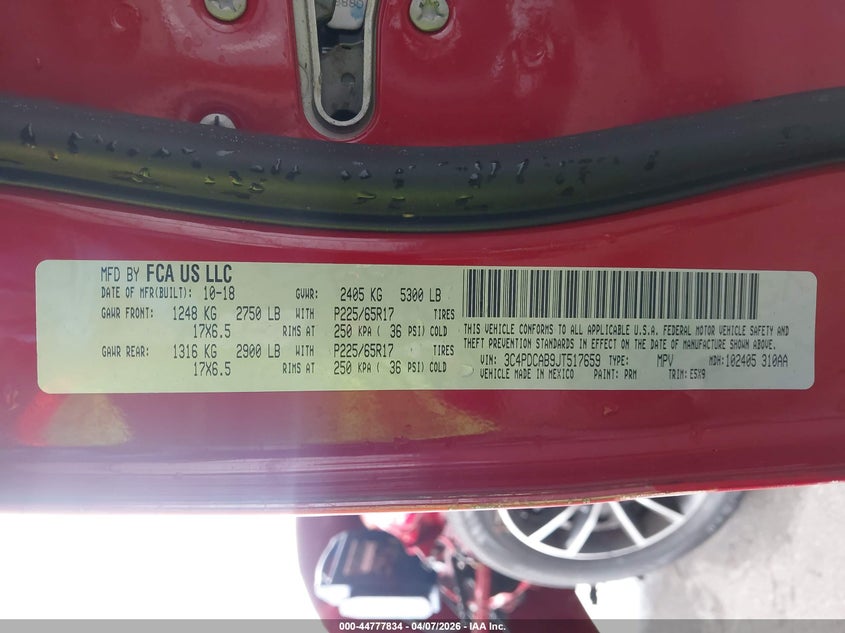 MFD BY FCA US LLC
DATE OF MFR(BUILT): 10-18 GVWR: 2405 KG 5300 LB
GAWR FRONT: 1248 KG 2750 LB WITH P225/65R17 TIRES
17X6.5 RIMS AT 250 KPA ( 36 PSI) COLD
GAWR REAR: 1316 KG 2900 LB WITH P225/65R17 TIRES
17X6.5 RIMS AT 250 KPA ( 36 PSI) COLD
THIS VEHICLE CONFORMS TO ALL APPLICABLE U.S.A. FEDERAL MOTOR VEHICLE SAFETY AND
THEFT PREVENTION STANDARDS IN EFFECT ON THE DATE OF MANUFACTURE SHOWN ABOVE.
VIN: 3C4PDCAB9JT517659 TYPE: MPV MDH: 102405 310AA
VEHICLE MADE IN MEXICO PAINT: PRM TRIM: E5X9
000-44777834 04/07/2026 IAA Inc.